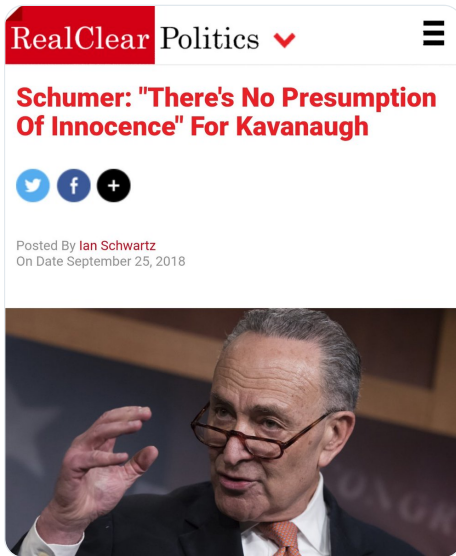 RealClear Politics
Schumer: "There's No Presumption
Of Innocence" For Kavanaugh
Posted By Ian Schwartz
On Date September 25, 2018
ONGR